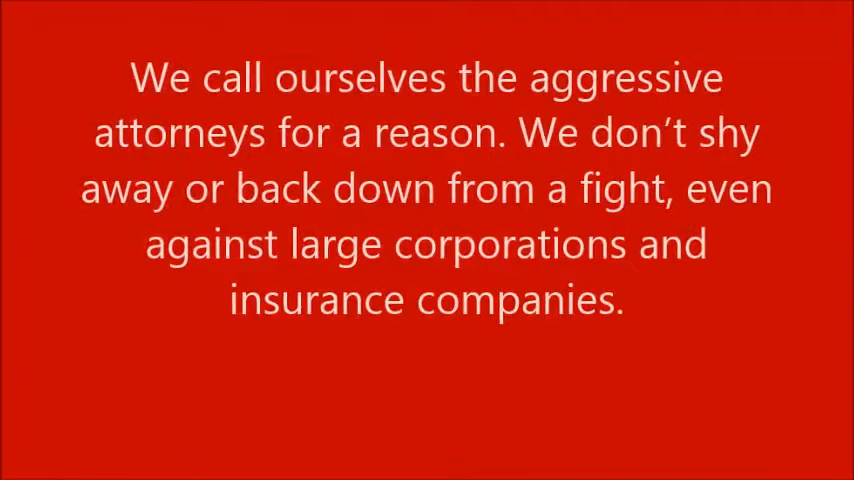 We call ourselves the aggressive
attorneys for a reason. We don’t shy
away or back down from a fight, even
against large corporations and
insurance companies.